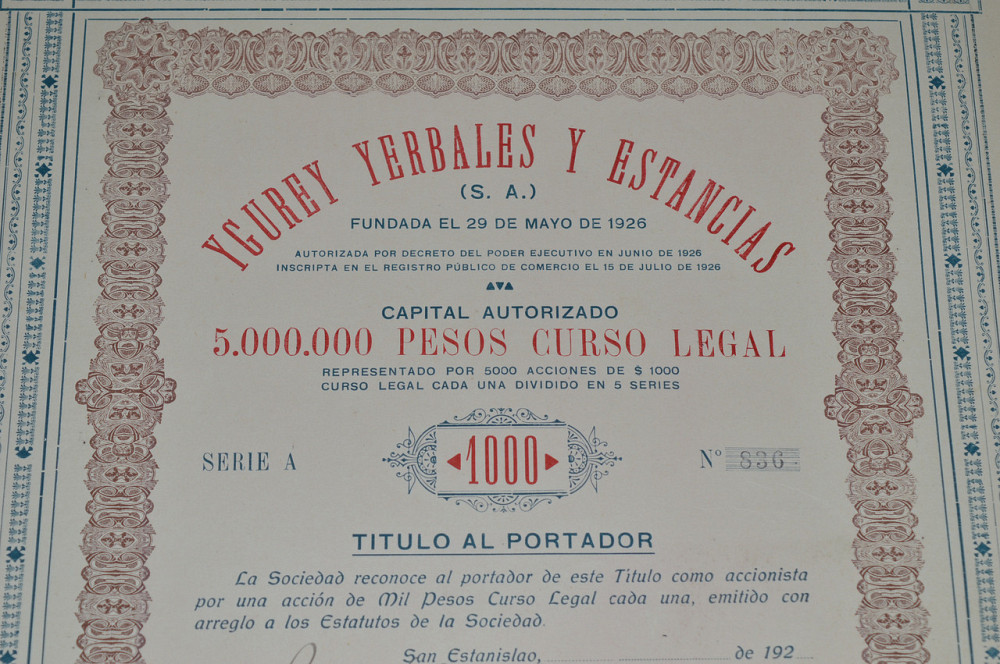 YGUREY YERBALES Y ESTANCIAS
(S. A.)
FUNDADA EL 29 DE MAYO DE 1926
AUTORIZADA POR DECRETO DEL PODER EJECUTIVO EN JUNIO DE 1926
INSCRIPTA EN EL REGISTRO PÚBLICO DE COMERCIO EL 15 DE JULIO DE 1926
CAPITAL AUTORIZADO
5.000.000 PESOS CURSO LEGAL
REPRESENTADO POR 5000 ACCIONES DE $ 1000
CURSO LEGAL CADA UNA DIVIDIDO EN 5 SERIES
1000
SERIE A Nº 836
TITULO AL PORTADOR
La Sociedad reconoce al portador de este Título como accionista
por una acción de Mil Pesos Curso Legal cada una, emitido con
arreglo a los Estatutos de la Sociedad.
San Estanislao, de 192